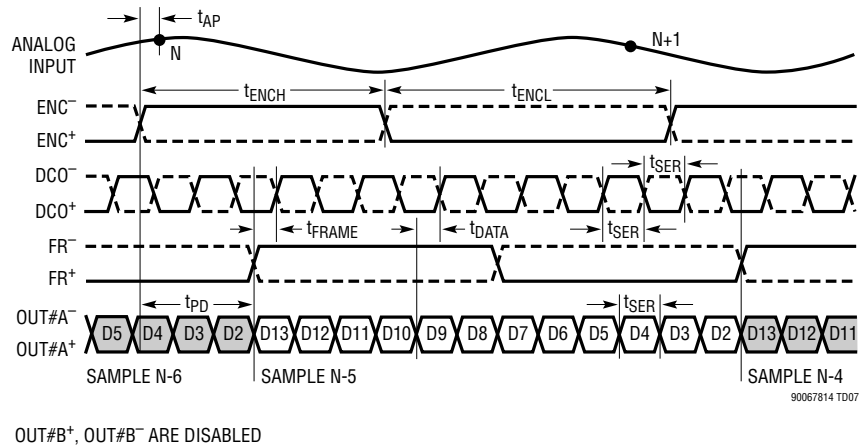 tAP
ANALOG INPUT
N
N+1
tENCH
tENCL
ENC–
ENC+
DCO–
DCO+
tSER
tFRAME
tDATA
tSER
FR–
FR+
tPD
tSER
OUT#A–
OUT#A+
D5 D4 D3 D2 D13 D12 D11 D10 D9 D8 D7 D6 D5 D4 D3 D2 D13 D12 D11
SAMPLE N-6 SAMPLE N-5 SAMPLE N-4
90067814 TD07
OUT#B+, OUT#B– ARE DISABLED